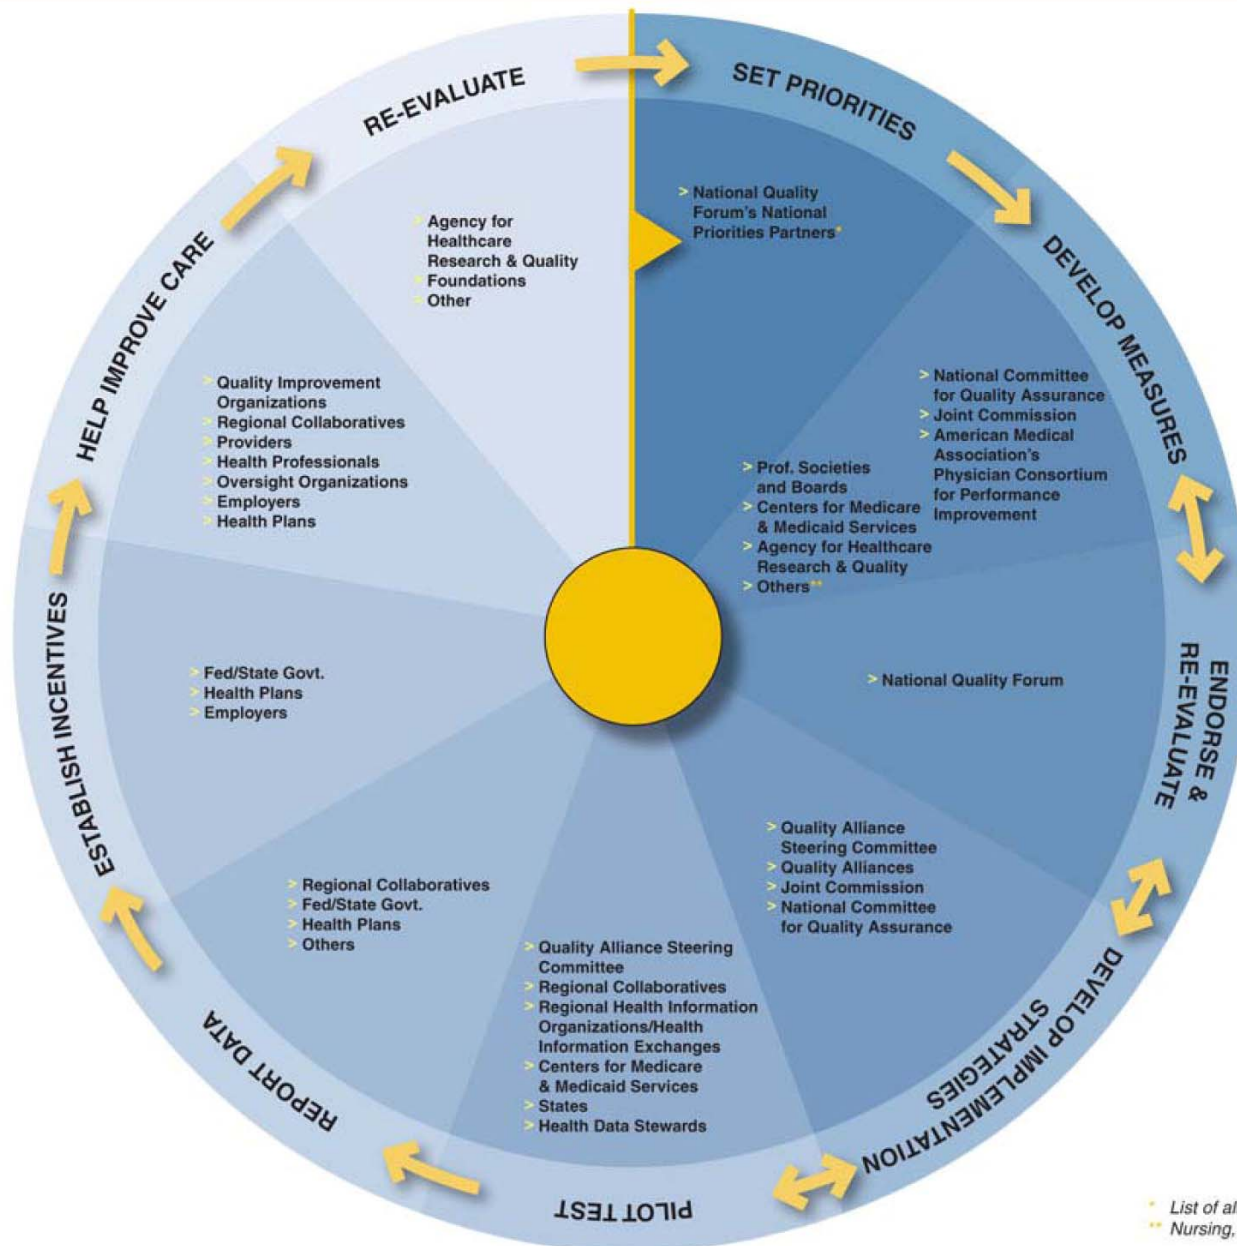 SET PRIORITIES
> National Quality
Forum's National
Priorities Partners*
DEVELOP MEASURES
> National Committee
for Quality Assurance
> Joint Commission
> American Medical
Association's
Physician Consortium
for Performance
Improvement
> Prof. Societies
and Boards
> Centers for Medicare
& Medicaid Services
> Agency for Healthcare
Research & Quality
> Others**
ENDORSE &
RE-EVALUATE
> National Quality Forum
DEVELOP IMPLEMENTATION
STRATEGIES
> Quality Alliance
Steering Committee
> Quality Alliances
> Joint Commission
> National Committee
for Quality Assurance
PILOT TEST
> Quality Alliance Steering
Committee
> Regional Collaboratives
> Regional Health Information
Organizations/Health
Information Exchanges
> Centers for Medicare
& Medicaid Services
> States
> Health Data Stewards
REPORT DATA
> Regional Collaboratives
> Fed/State Govt.
> Health Plans
> Others
ESTABLISH INCENTIVES
> Fed/State Govt.
> Health Plans
> Employers
HELP IMPROVE CARE
> Quality Improvement
Organizations
> Regional Collaboratives
> Providers
> Health Professionals
> Oversight Organizations
> Employers
> Health Plans
RE-EVALUATE
> Agency for
Healthcare
Research & Quality
> Foundations
> Other
* List of al
** Nursing,